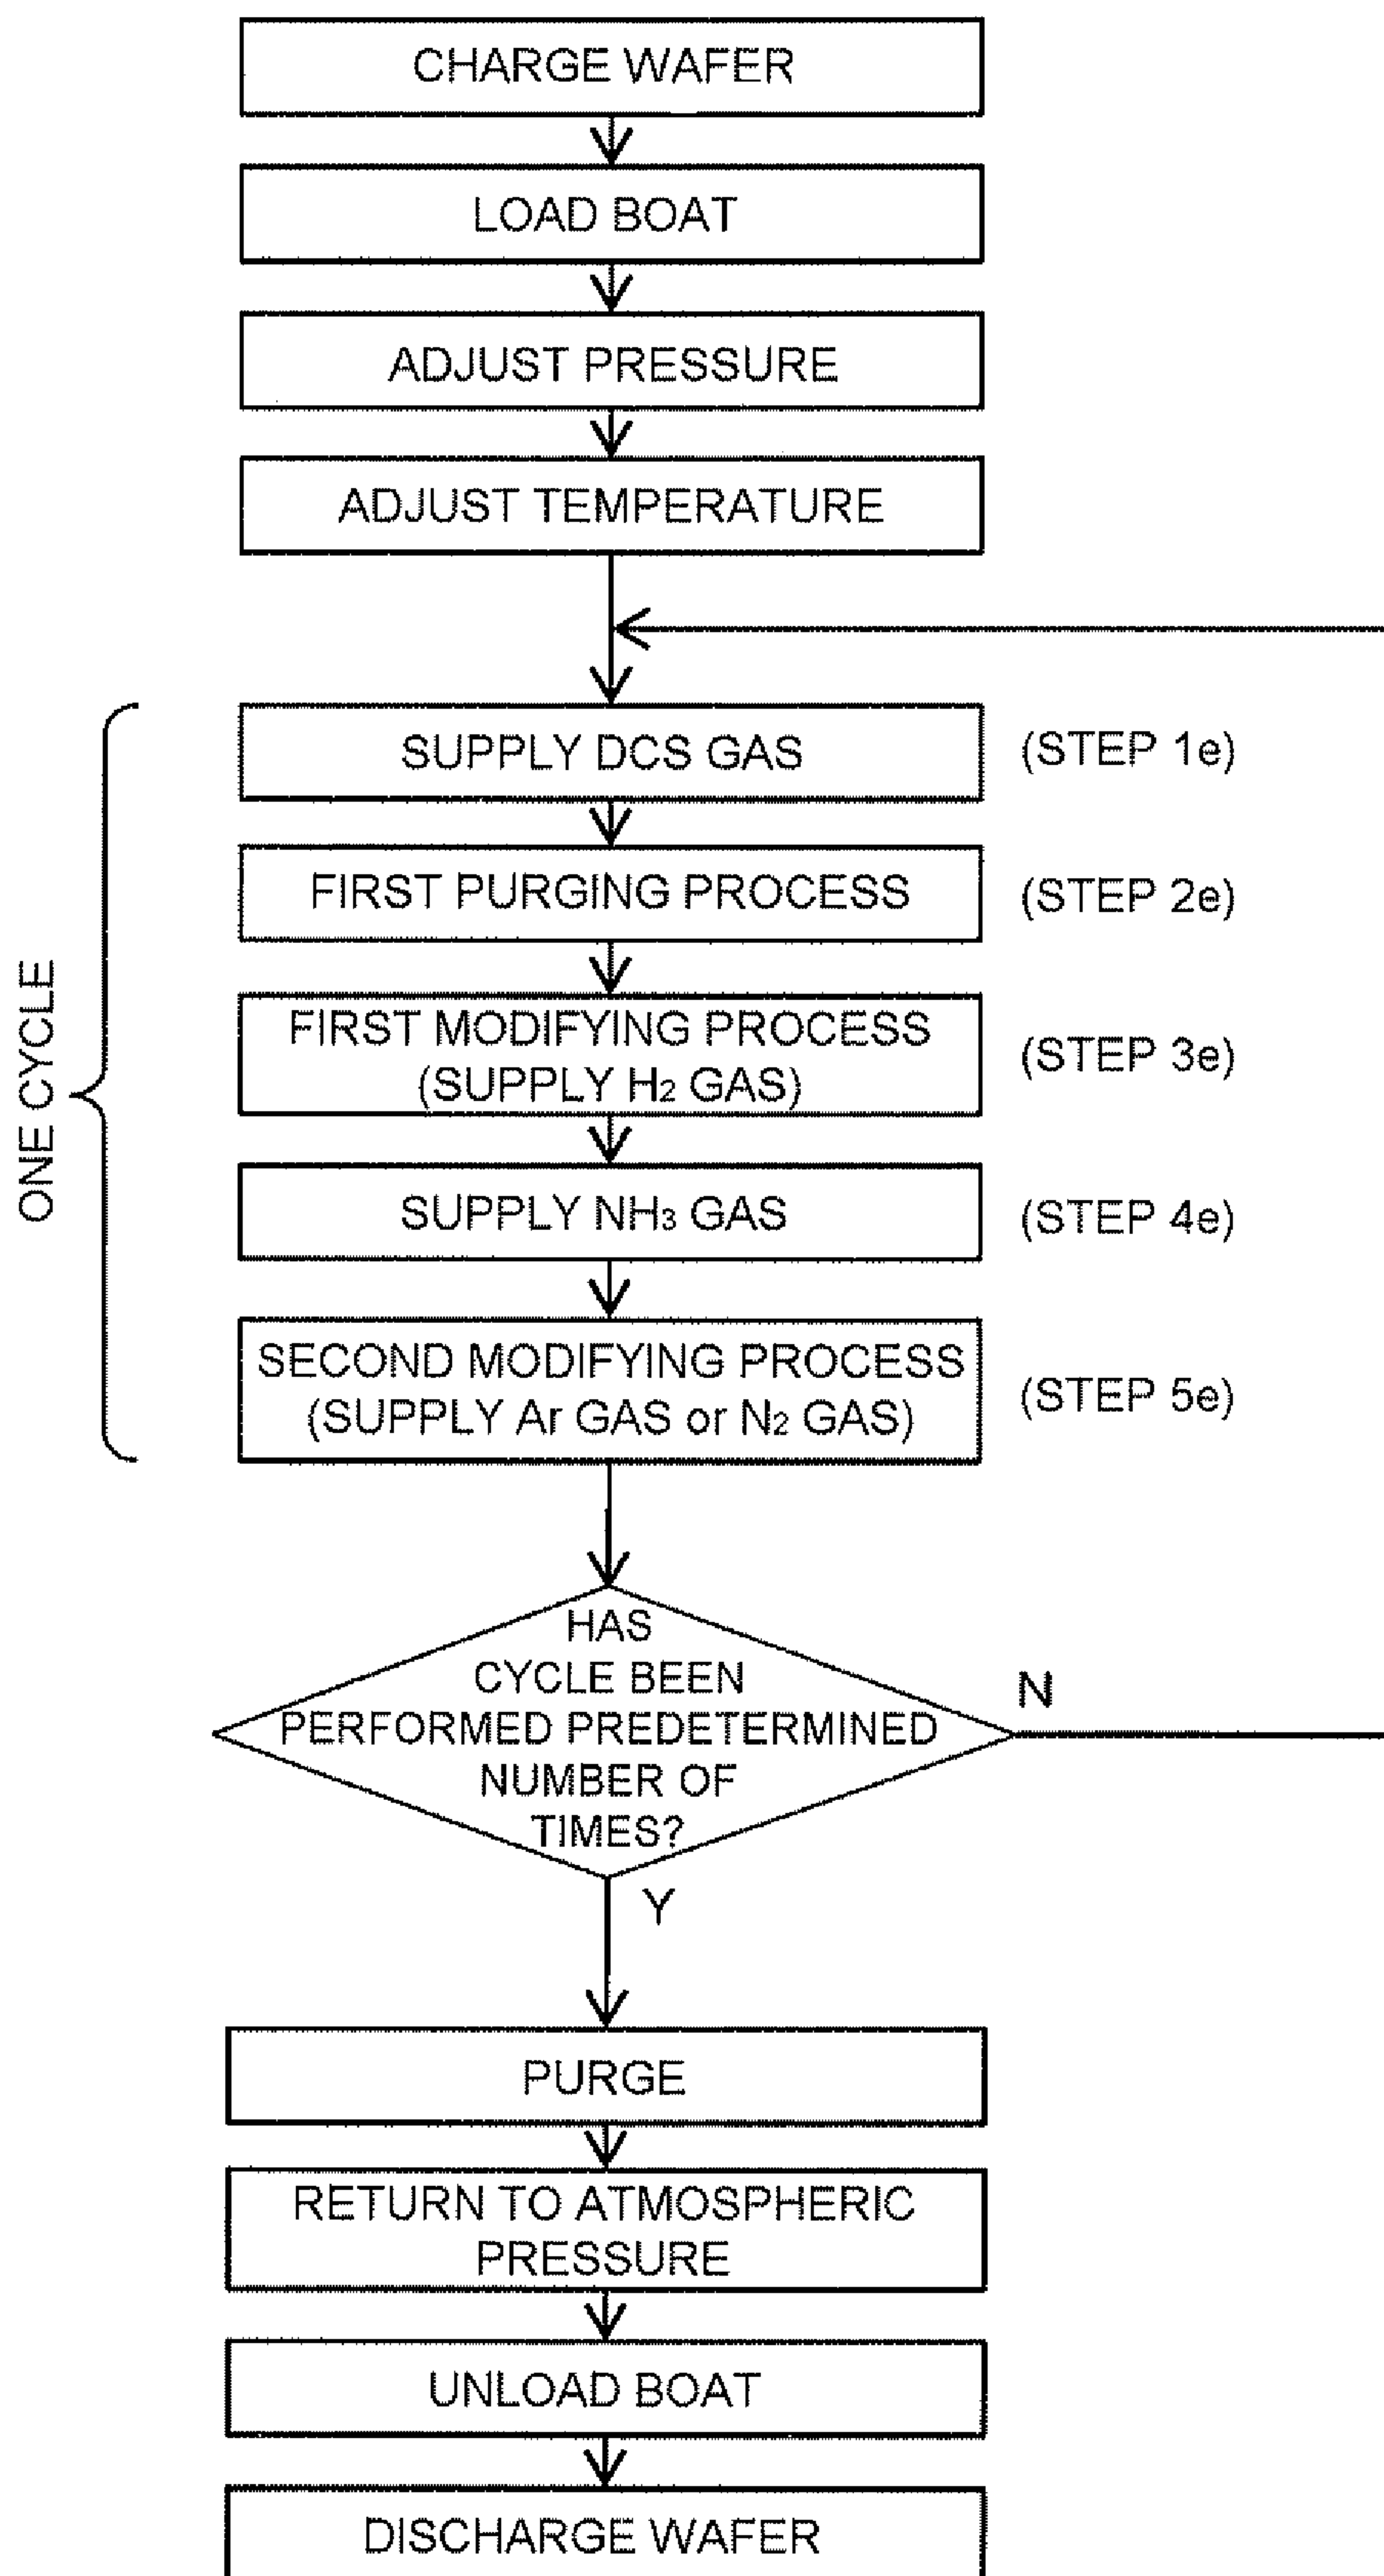 CHARGE WAFER
LOAD BOAT
ADJUST PRESSURE
ADJUST TEMPERATURE
ONE CYCLE
SUPPLY DCS GAS
(STEP 1e)
FIRST PURGING PROCESS
(STEP 2e)
FIRST MODIFYING PROCESS
(SUPPLY H₂ GAS)
(STEP 3e)
SUPPLY NH₃ GAS
(STEP 4e)
SECOND MODIFYING PROCESS
(SUPPLY Ar GAS or N₂ GAS)
(STEP 5e)
HAS
CYCLE BEEN
PERFORMED PREDETERMINED
NUMBER OF
TIMES?
N
Y
PURGE
RETURN TO ATMOSPHERIC
PRESSURE
UNLOAD BOAT
DISCHARGE WAFER